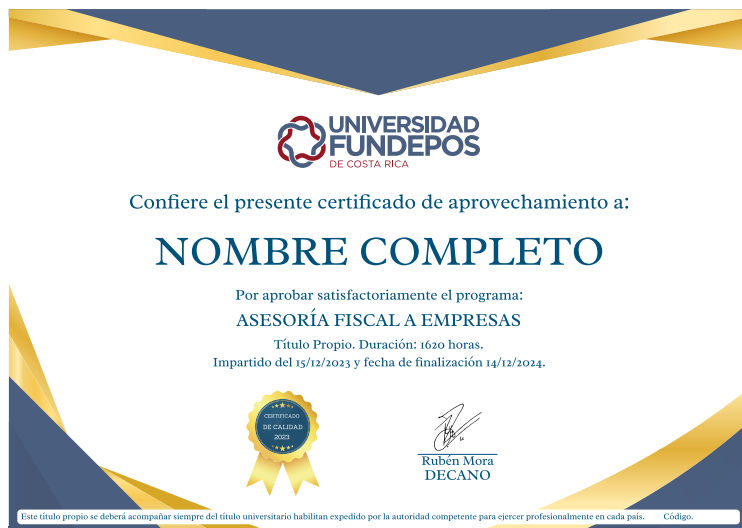 UNIVERSIDAD
FUNDEPOS
DE COSTA RICA
Confiere el presente certificado de aprovechamiento a:
NOMBRE COMPLETO
Por aprobar satisfactoriamente el programa:
ASESORÍA FISCAL A EMPRESAS
Título Propio. Duración: 1620 horas.
Impartido del 15/12/2023 y fecha de finalización 14/12/2024.
CERTIFICADO
DE CALIDAD
2023
Rubén Mora
DECANO
Este título propio se deberá acompañar siempre del título universitario habilitan expedido por la autoridad competente para ejercer profesionalmente en cada país. Código.